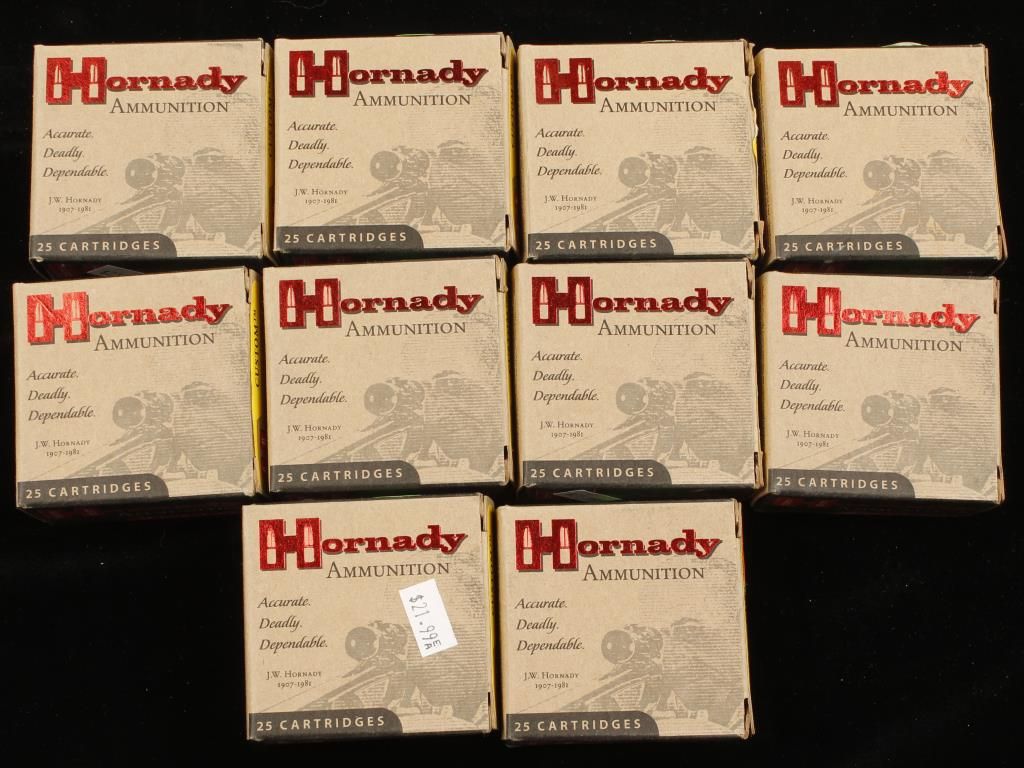 Hornady
AMMUNITION
Accurate.
Deadly.
Dependable.
J.W. HORNADY
1907-1981
25 CARTRIDGES
Hornady
AMMUNITION
Accurate.
Deadly.
Dependable.
J.W. HORNADY
1907-1981
25 CARTRIDGES
Hornady
AMMUNITION
Accurate.
Deadly.
Dependable.
J.W. HORNADY
1907-1981
25 CARTRIDGES
Hornady
AMMUNITION
Accurate.
Deadly.
Dependable.
J.W. HORNADY
1907-1981
25 CARTRIDGES
Hornady
AMMUNITION
Accurate.
Deadly.
Dependable.
J.W. HORNADY
1907-1981
25 CARTRIDGES
CUSTOM™
Hornady
AMMUNITION
Accurate.
Deadly.
Dependable.
J.W. HORNADY
1907-1981
25 CARTRIDGES
Hornady
AMMUNITION
Accurate.
Deadly.
Dependable.
J.W. HORNADY
1907-1981
25 CARTRIDGES
Hornady
AMMUNITION
Accurate.
Deadly.
Dependable.
J.W. HORNADY
1907-1981
25 CARTRIDGES
Hornady
AMMUNITION
Accurate.
Deadly.
Dependable.
$21.99 EA
J.W. HORNADY
1907-1981
25 CARTRIDGES
Hornady
AMMUNITION
Accurate.
Deadly.
Dependable.
J.W. HORNADY
1907-1981
25 CARTRIDGES